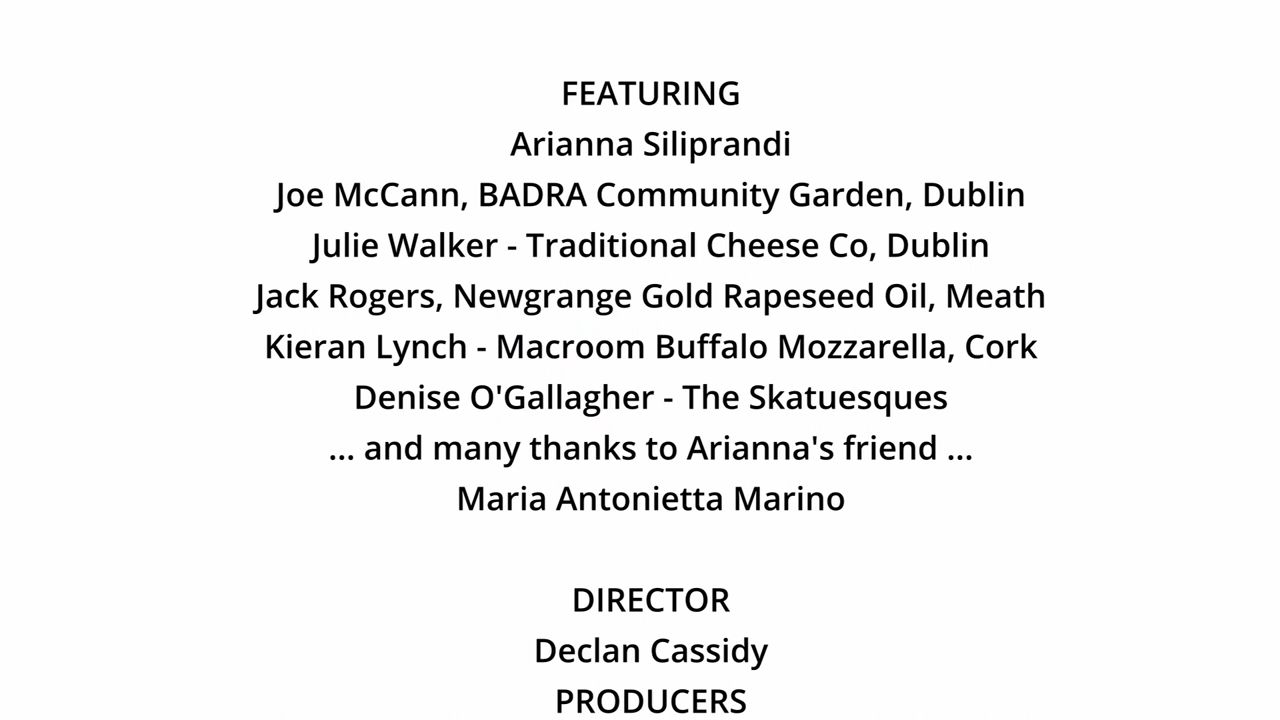 FEATURING
Arianna Siliprandi
Joe McCann, BADRA Community Garden, Dublin
Julie Walker - Traditional Cheese Co, Dublin
Jack Rogers, Newgrange Gold Rapeseed Oil, Meath
Kieran Lynch - Macroom Buffalo Mozzarella, Cork
Denise O'Gallagher - The Skatuesques
... and many thanks to Arianna's friend ...
Maria Antonietta Marino
DIRECTOR
Declan Cassidy
PRODUCERS